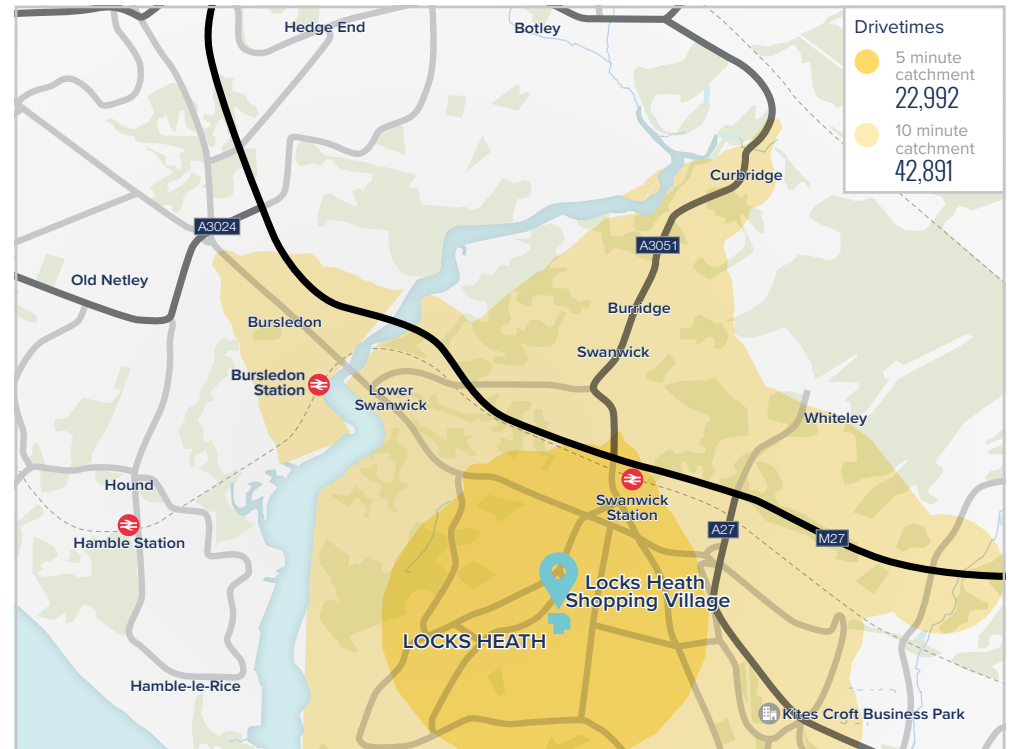 Hedge End
Botley
Drivetimes
5 minute
catchment
22,992
10 minute
catchment
42,891
Curbridge
A3024
A3051
Old Netley
Burridge
Bursledon
Swanwick
Bursledon
Station
Lower
Swanwick
Whiteley
Hound
Swanwick
Station
A27
M27
Hamble Station
Locks Heath
Shopping Village
LOCKS HEATH
Hamble-le-Rice
Kites Croft Business Park